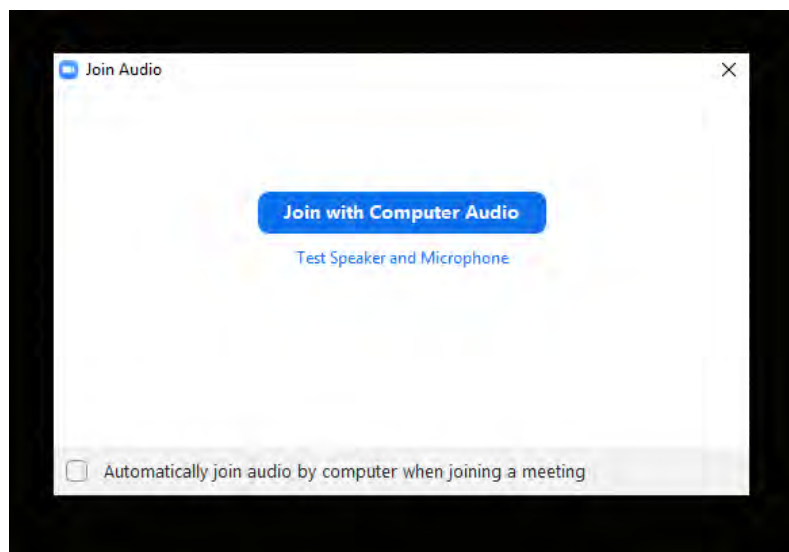 Join Audio
Join with Computer Audio
Test Speaker and Microphone
Automatically join audio by computer when joining a meeting